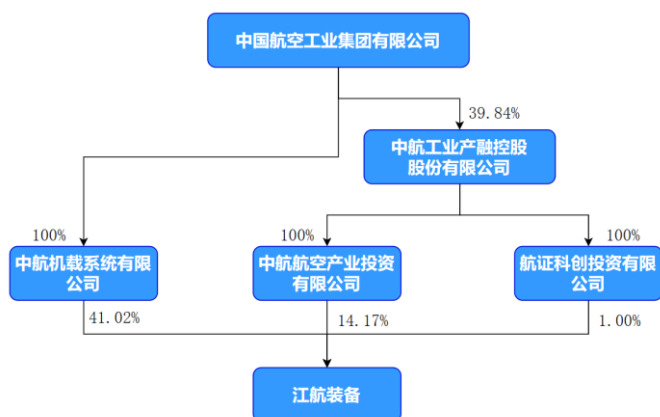 中国航空工业集团有限公司
39.84%
中航工业产融控股
股份有限公司
100%
100%
100%
中航机载系统有限
公司
中航航空产业投资
有限公司
航证科创投资有限
公司
41.02%
14.17%
1.00%
江航装备